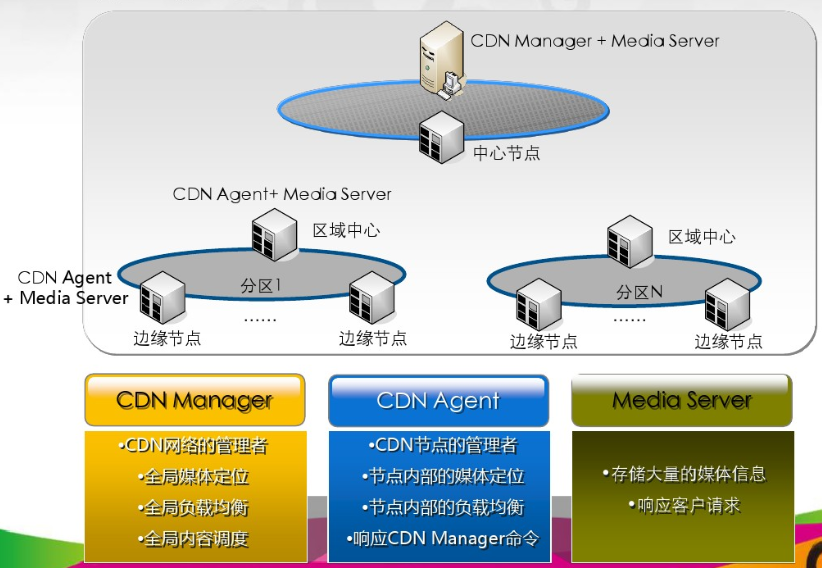 CDN Manager + Media Server
中心节点
CDN Agent+ Media Server
区域中心
区域中心
CDN Agent
+ Media Server
分区1
分区N
......
......
边缘节点
边缘节点
边缘节点
边缘节点
CDN Manager
•CDN网络的管理者
•全局媒体定位
•全局负载均衡
•全局内容调度
CDN Agent
•CDN节点的管理者
•节点内部的媒体定位
•节点内部的负载均衡
•响应CDN Manager命令
Media Server
•存储大量的媒体信息
•响应客户请求